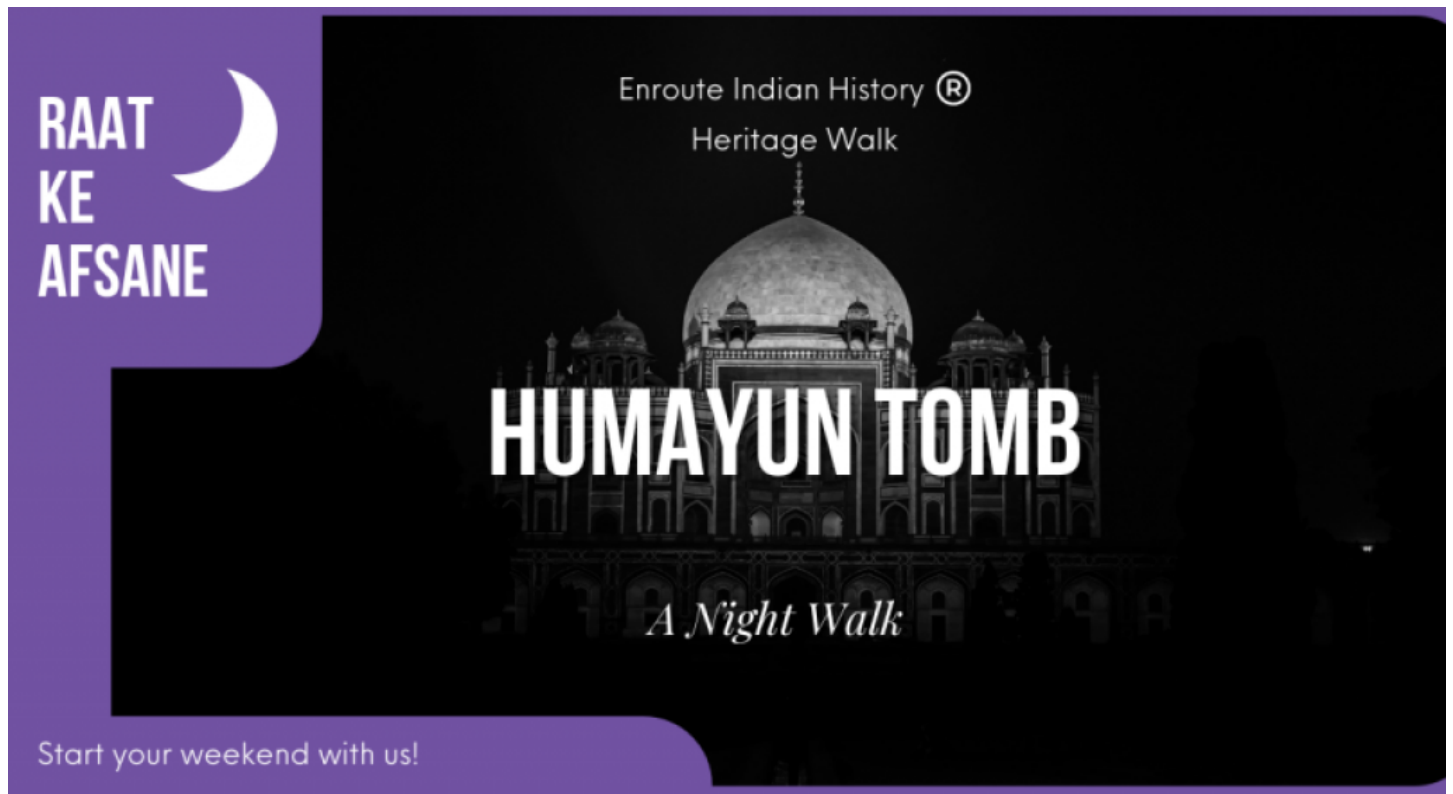 RAAT
KE
AFSANE
Enroute Indian History ®
Heritage Walk
HUMAYUN TOMB
A Night Walk
Start your weekend with us!